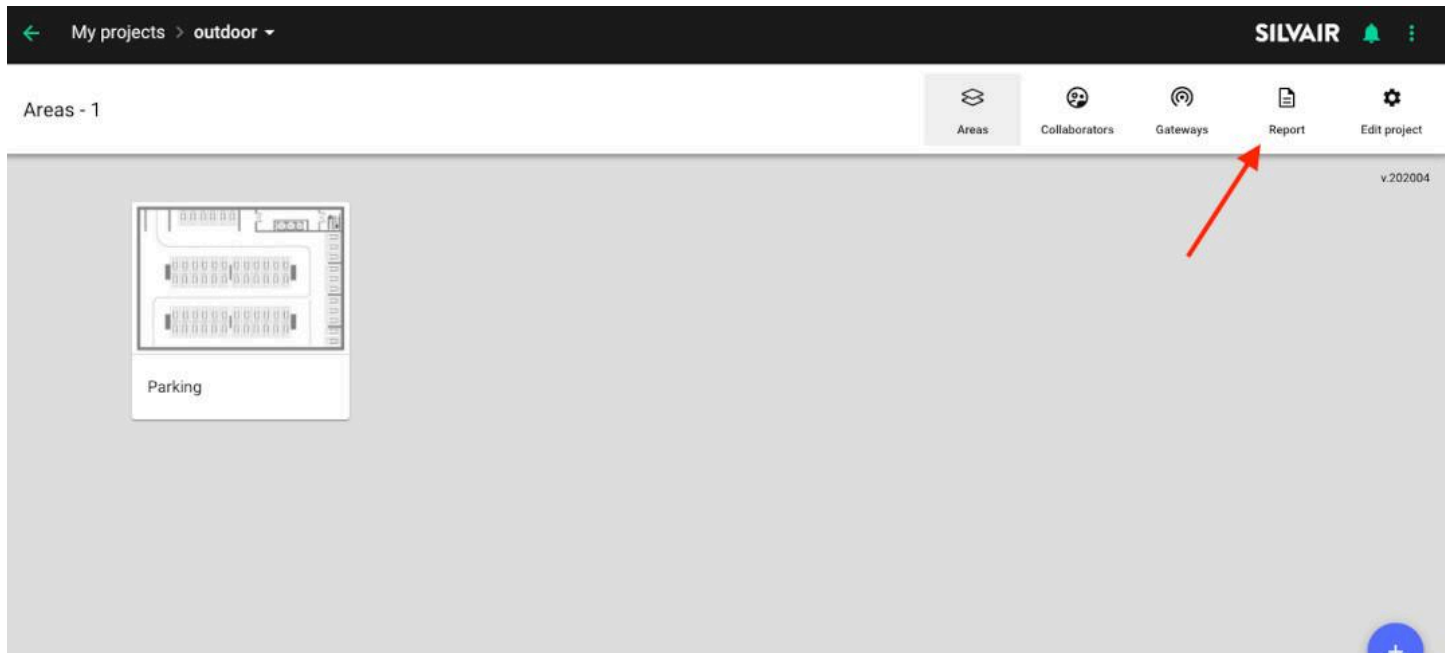 My projects > outdoor
SILVAIR
Areas - 1
Areas
Collaborators
Gateways
Report
Edit project
v.202004
Parking